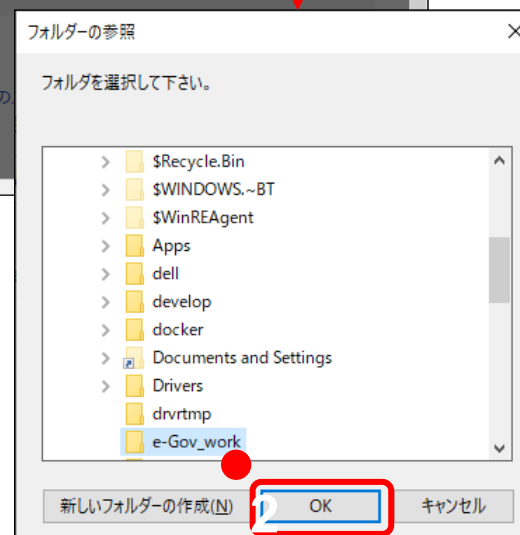 フォルダーの参照
フォルダを選択して下さい。
の
$Recycle.Bin
$WINDOWS.~BT
$WinREAgent
Apps
dell
develop
docker
Documents and Settings
Drivers
drvrtmp
e-Gov_work
新しいフォルダーの作成(N)
2
OK
キャンセル